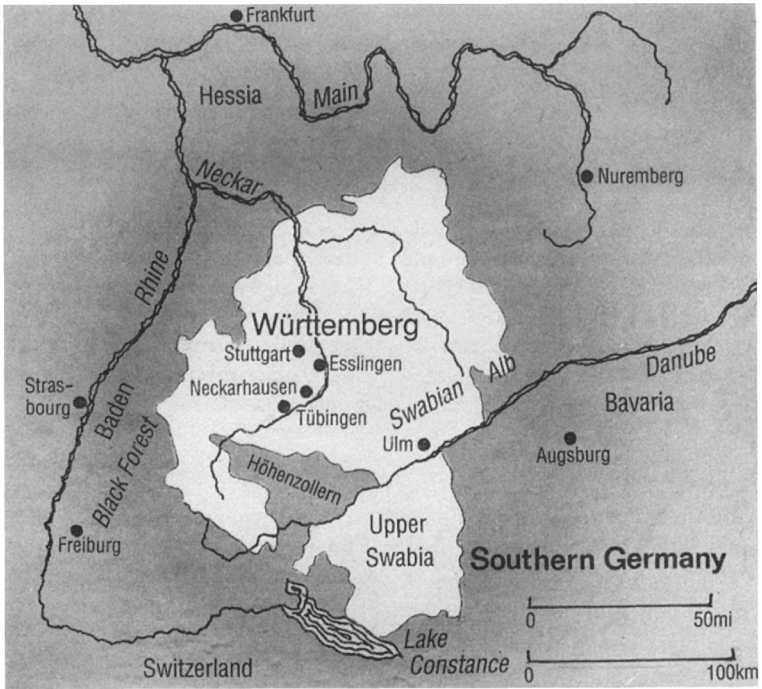 Frankfurt
Hessia
Main
Neckar
Nuremberg
Rhine
Württemberg
Stuttgart
Esslingen
Swabian Alb
Danube
Stras-
bourg
Baden
Neckarhausen
Tübingen
Bavaria
Black Forest
Ulm
Augsburg
Höhenzollern
Freiburg
Upper
Swabia
Southern Germany
0 50mi
Lake
Constance
0 100km
Switzerland